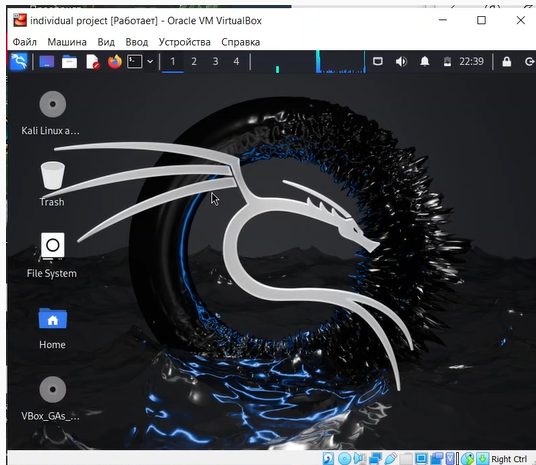 individual project [Работает] - Oracle VM VirtualBox
Файл Машина Вид Ввод Устройства Справка
1 2 3 4 22:39
Kali Linux a...
Trash
File System
Home
VBox_GAs_...
Right Ctrl